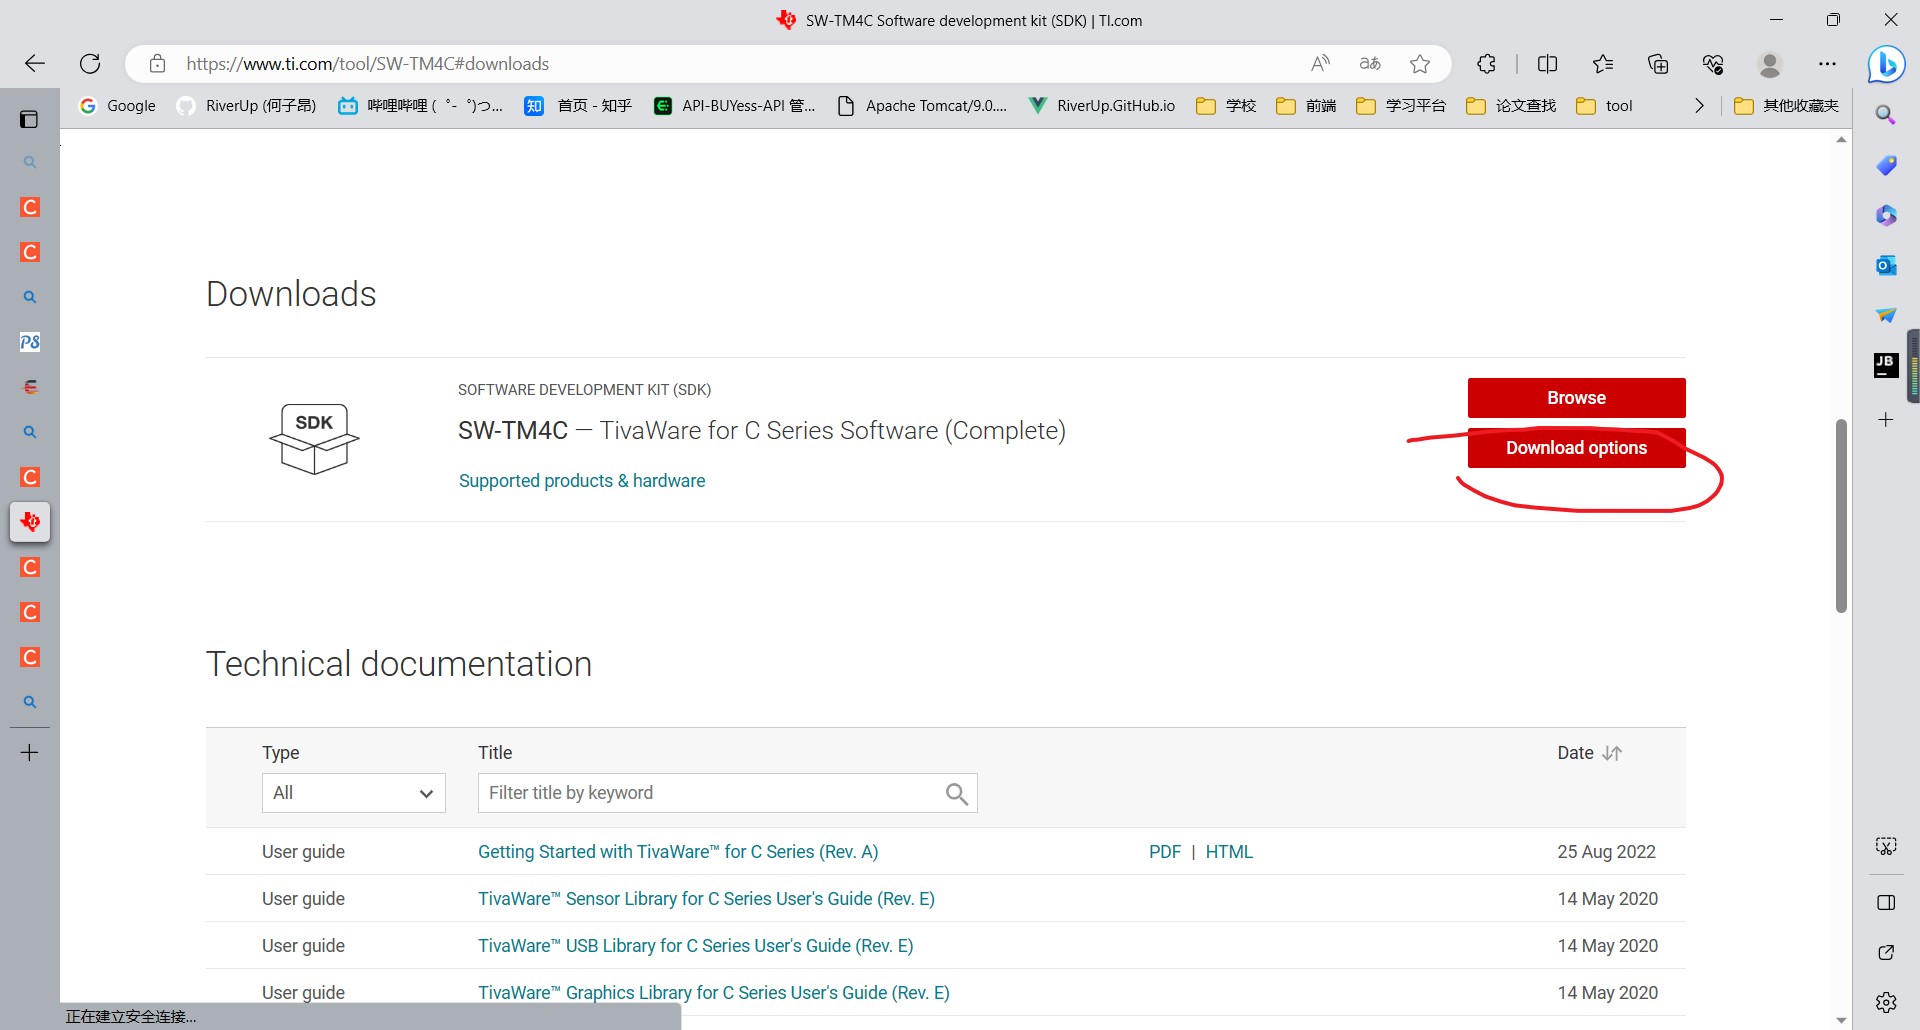 SW-TM4C Software development kit (SDK) | TI.com
https://www.ti.com/tool/SW-TM4C#downloads
Google RiverUp (何子昂) 哔哩哔哩 ( ゜- ゜)つ... 知 首页 - 知乎 API-BUYess-API 管... Apache Tomcat/9.0.... RiverUp.GitHub.io 学校 前端 学习平台 论文查找 tool 其他收藏夹
Downloads
SDK
SOFTWARE DEVELOPMENT KIT (SDK)
SW-TM4C — TivaWare for C Series Software (Complete)
Supported products & hardware
Browse
Download options
Technical documentation
Type Title Date
All Filter title by keyword
User guide Getting Started with TivaWare™ for C Series (Rev. A) PDF | HTML 25 Aug 2022
User guide TivaWare™ Sensor Library for C Series User's Guide (Rev. E) 14 May 2020
User guide TivaWare™ USB Library for C Series User's Guide (Rev. E) 14 May 2020
User guide TivaWare™ Graphics Library for C Series User's Guide (Rev. E) 14 May 2020
正在建立安全连接...